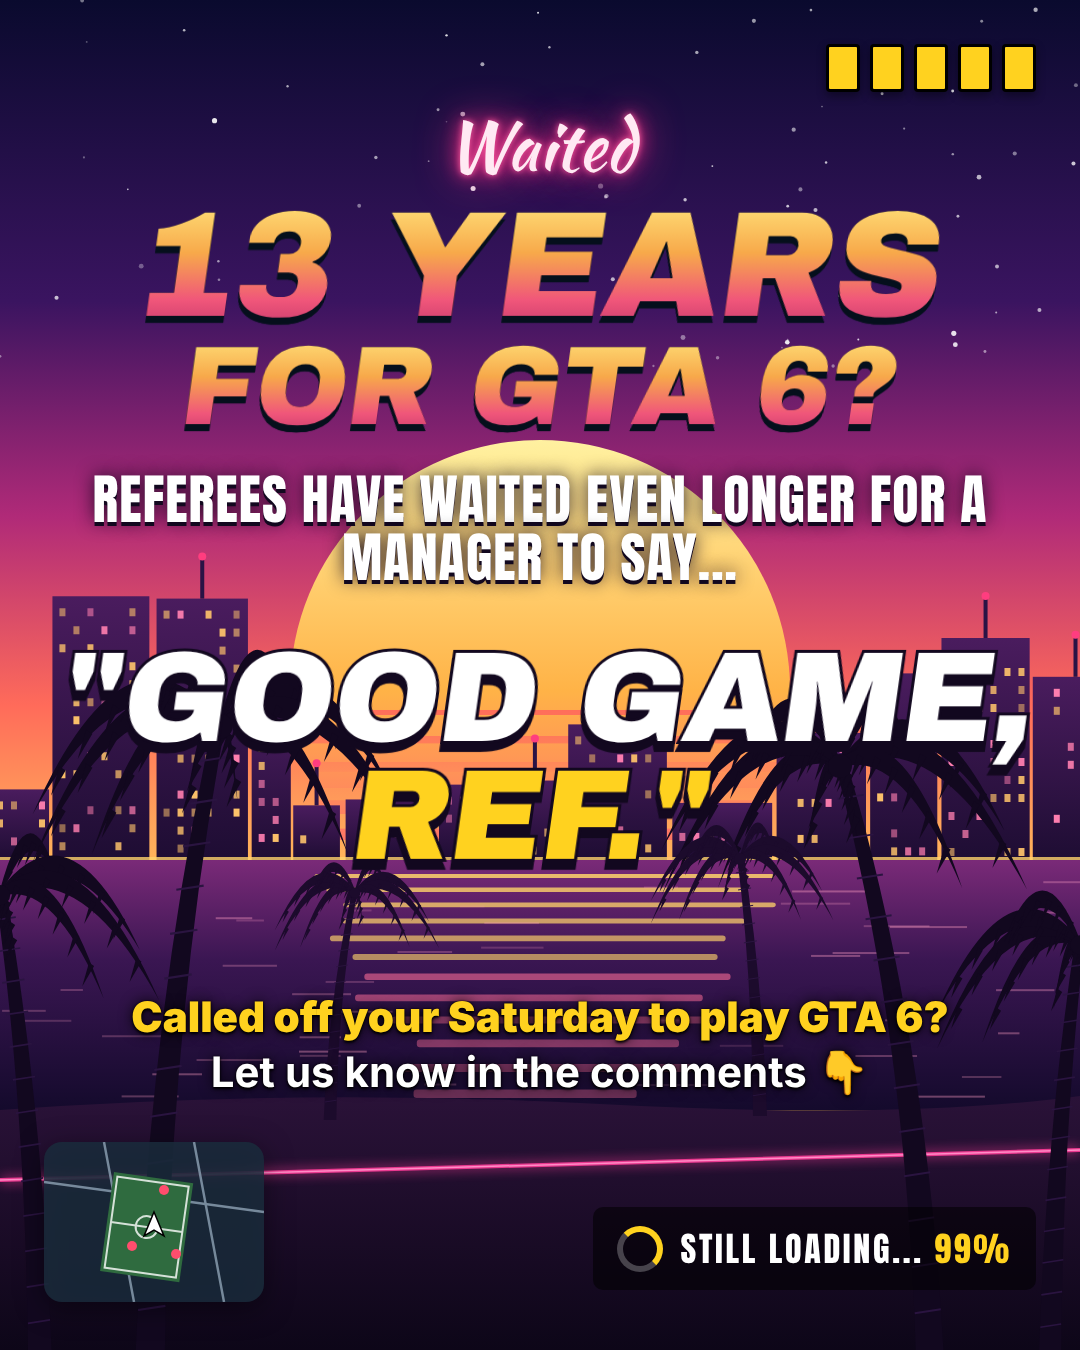 Waited
13 YEARS
FOR GTA 6?
REFEREES HAVE WAITED EVEN LONGER FOR A
MANAGER TO SAY...
"GOOD GAME,
REF."
Called off your Saturday to play GTA 6?
Let us know in the comments 👇
STILL LOADING... 99%